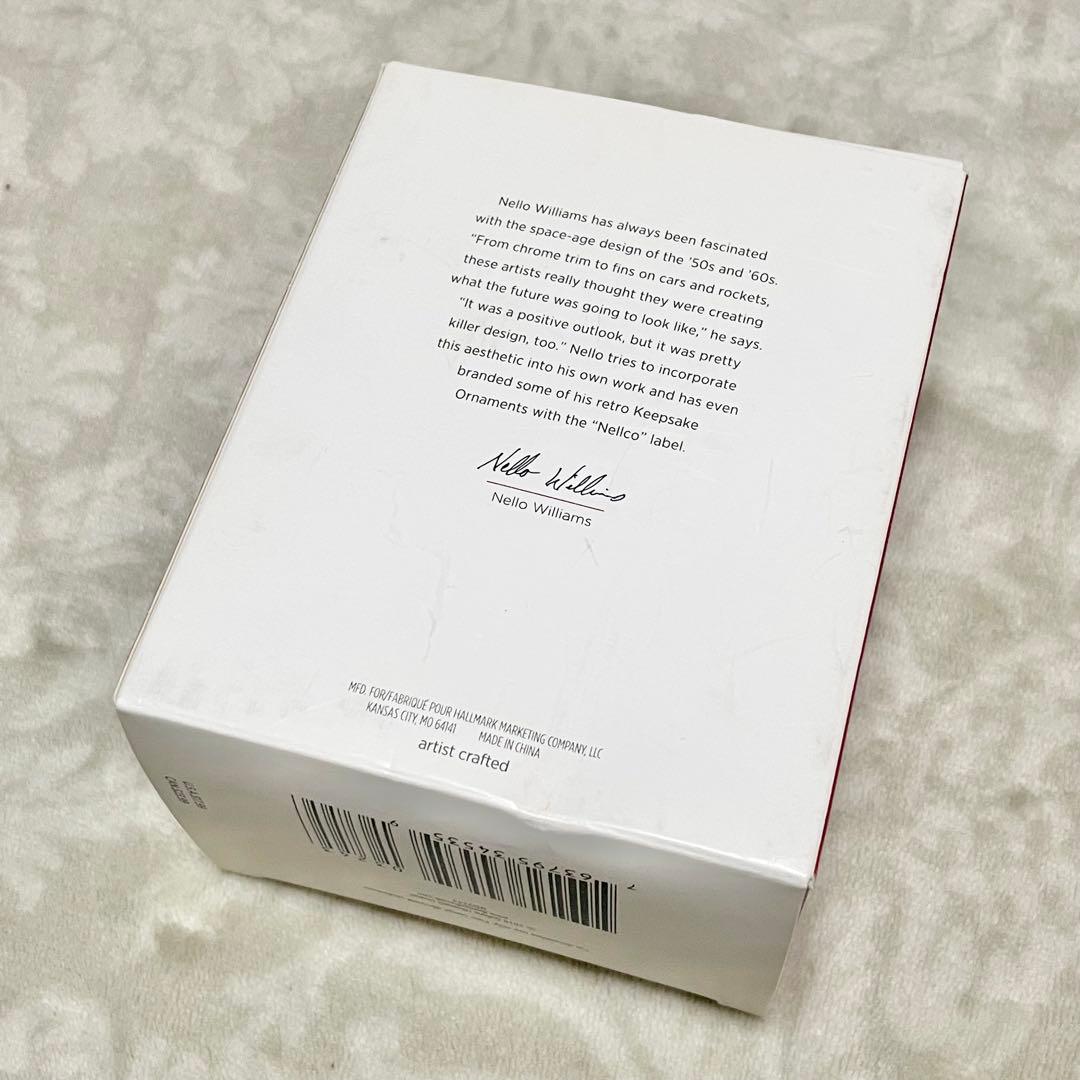 Nello Williams has always been fascinated
with the space-age design of the '50s and '60s.
"From chrome trim to fins on cars and rockets,
these artists really thought they were creating
what the future was going to look like," he says.
"It was a positive outlook, but it was pretty
killer design, too." Nello tries to incorporate
this aesthetic into his own work and has even
branded some of his retro Keepsake
Ornaments with the "Nellco" label.
Nello Williams
Nello Williams
MFD. FOR/FABRIQUÉ POUR HALLMARK MARKETING COMPANY, LLC
KANSAS CITY, MO 64141 MADE IN CHINA
artist crafted
7 63795 34535 9